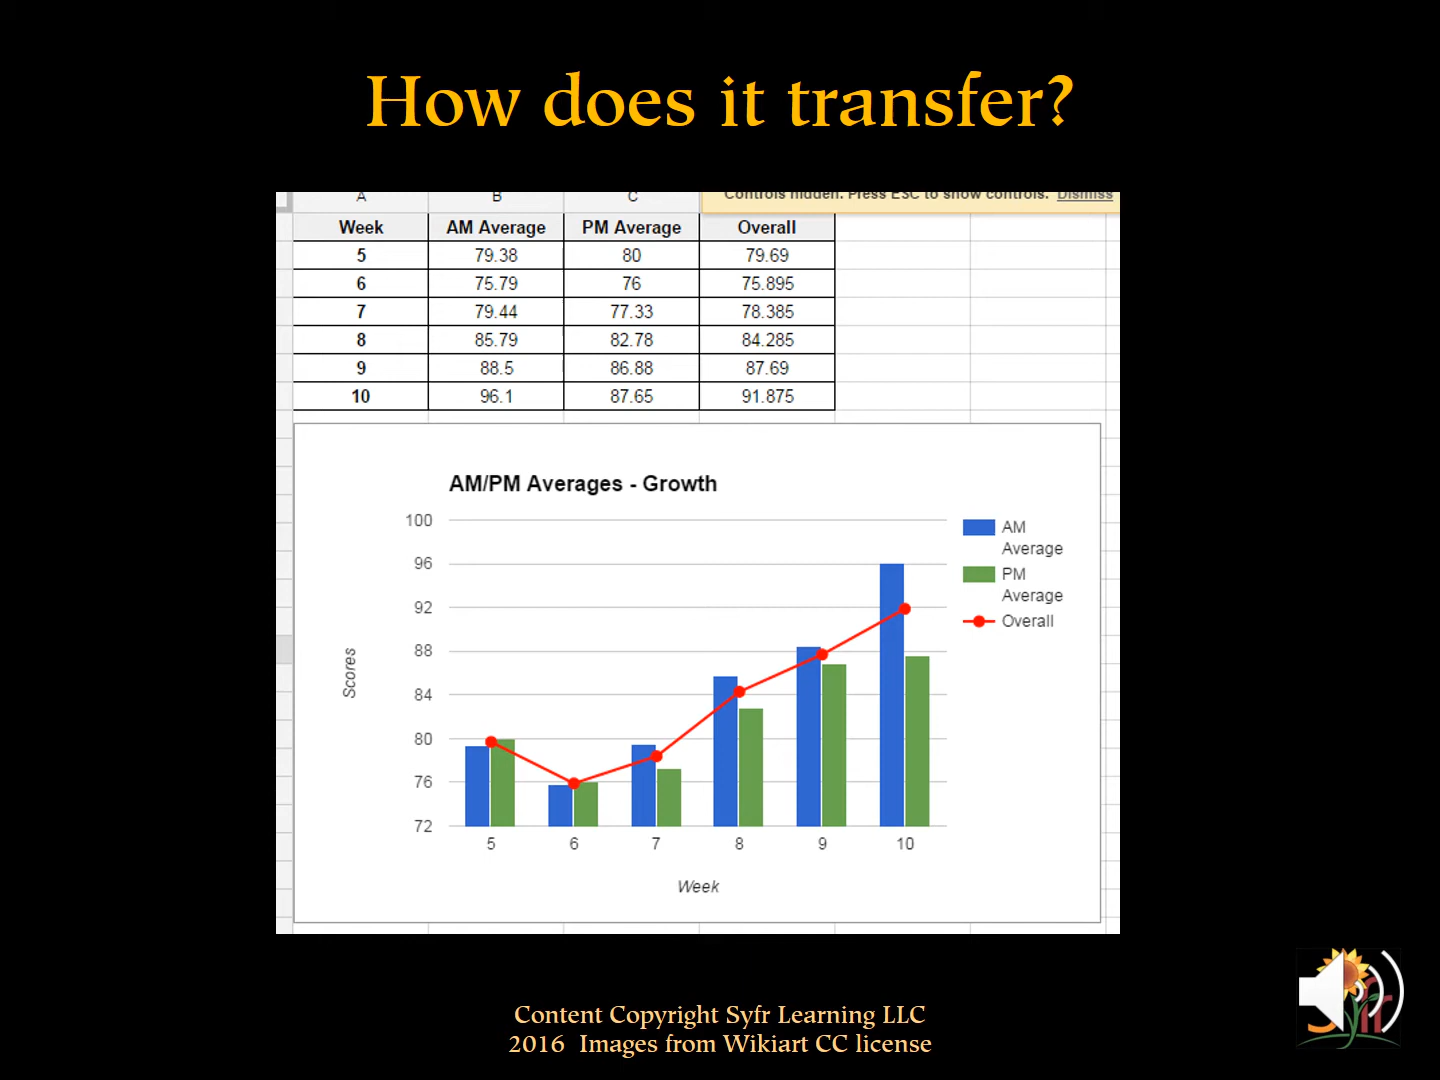 How does it transfer?
A B C Controls hidden. Press ESC to show controls. Dismiss
Week AM Average PM Average Overall
5 79.38 80 79.69
6 75.79 76 75.895
7 79.44 77.33 78.385
8 85.79 82.78 84.285
9 88.5 86.88 87.69
10 96.1 87.65 91.875
AM/PM Averages - Growth
100
96
92
88
84
80
76
72
Scores
5 6 7 8 9 10
Week
AM
Average
PM
Average
Overall
Content Copyright Syfr Learning LLC
2016 Images from Wikiart CC license